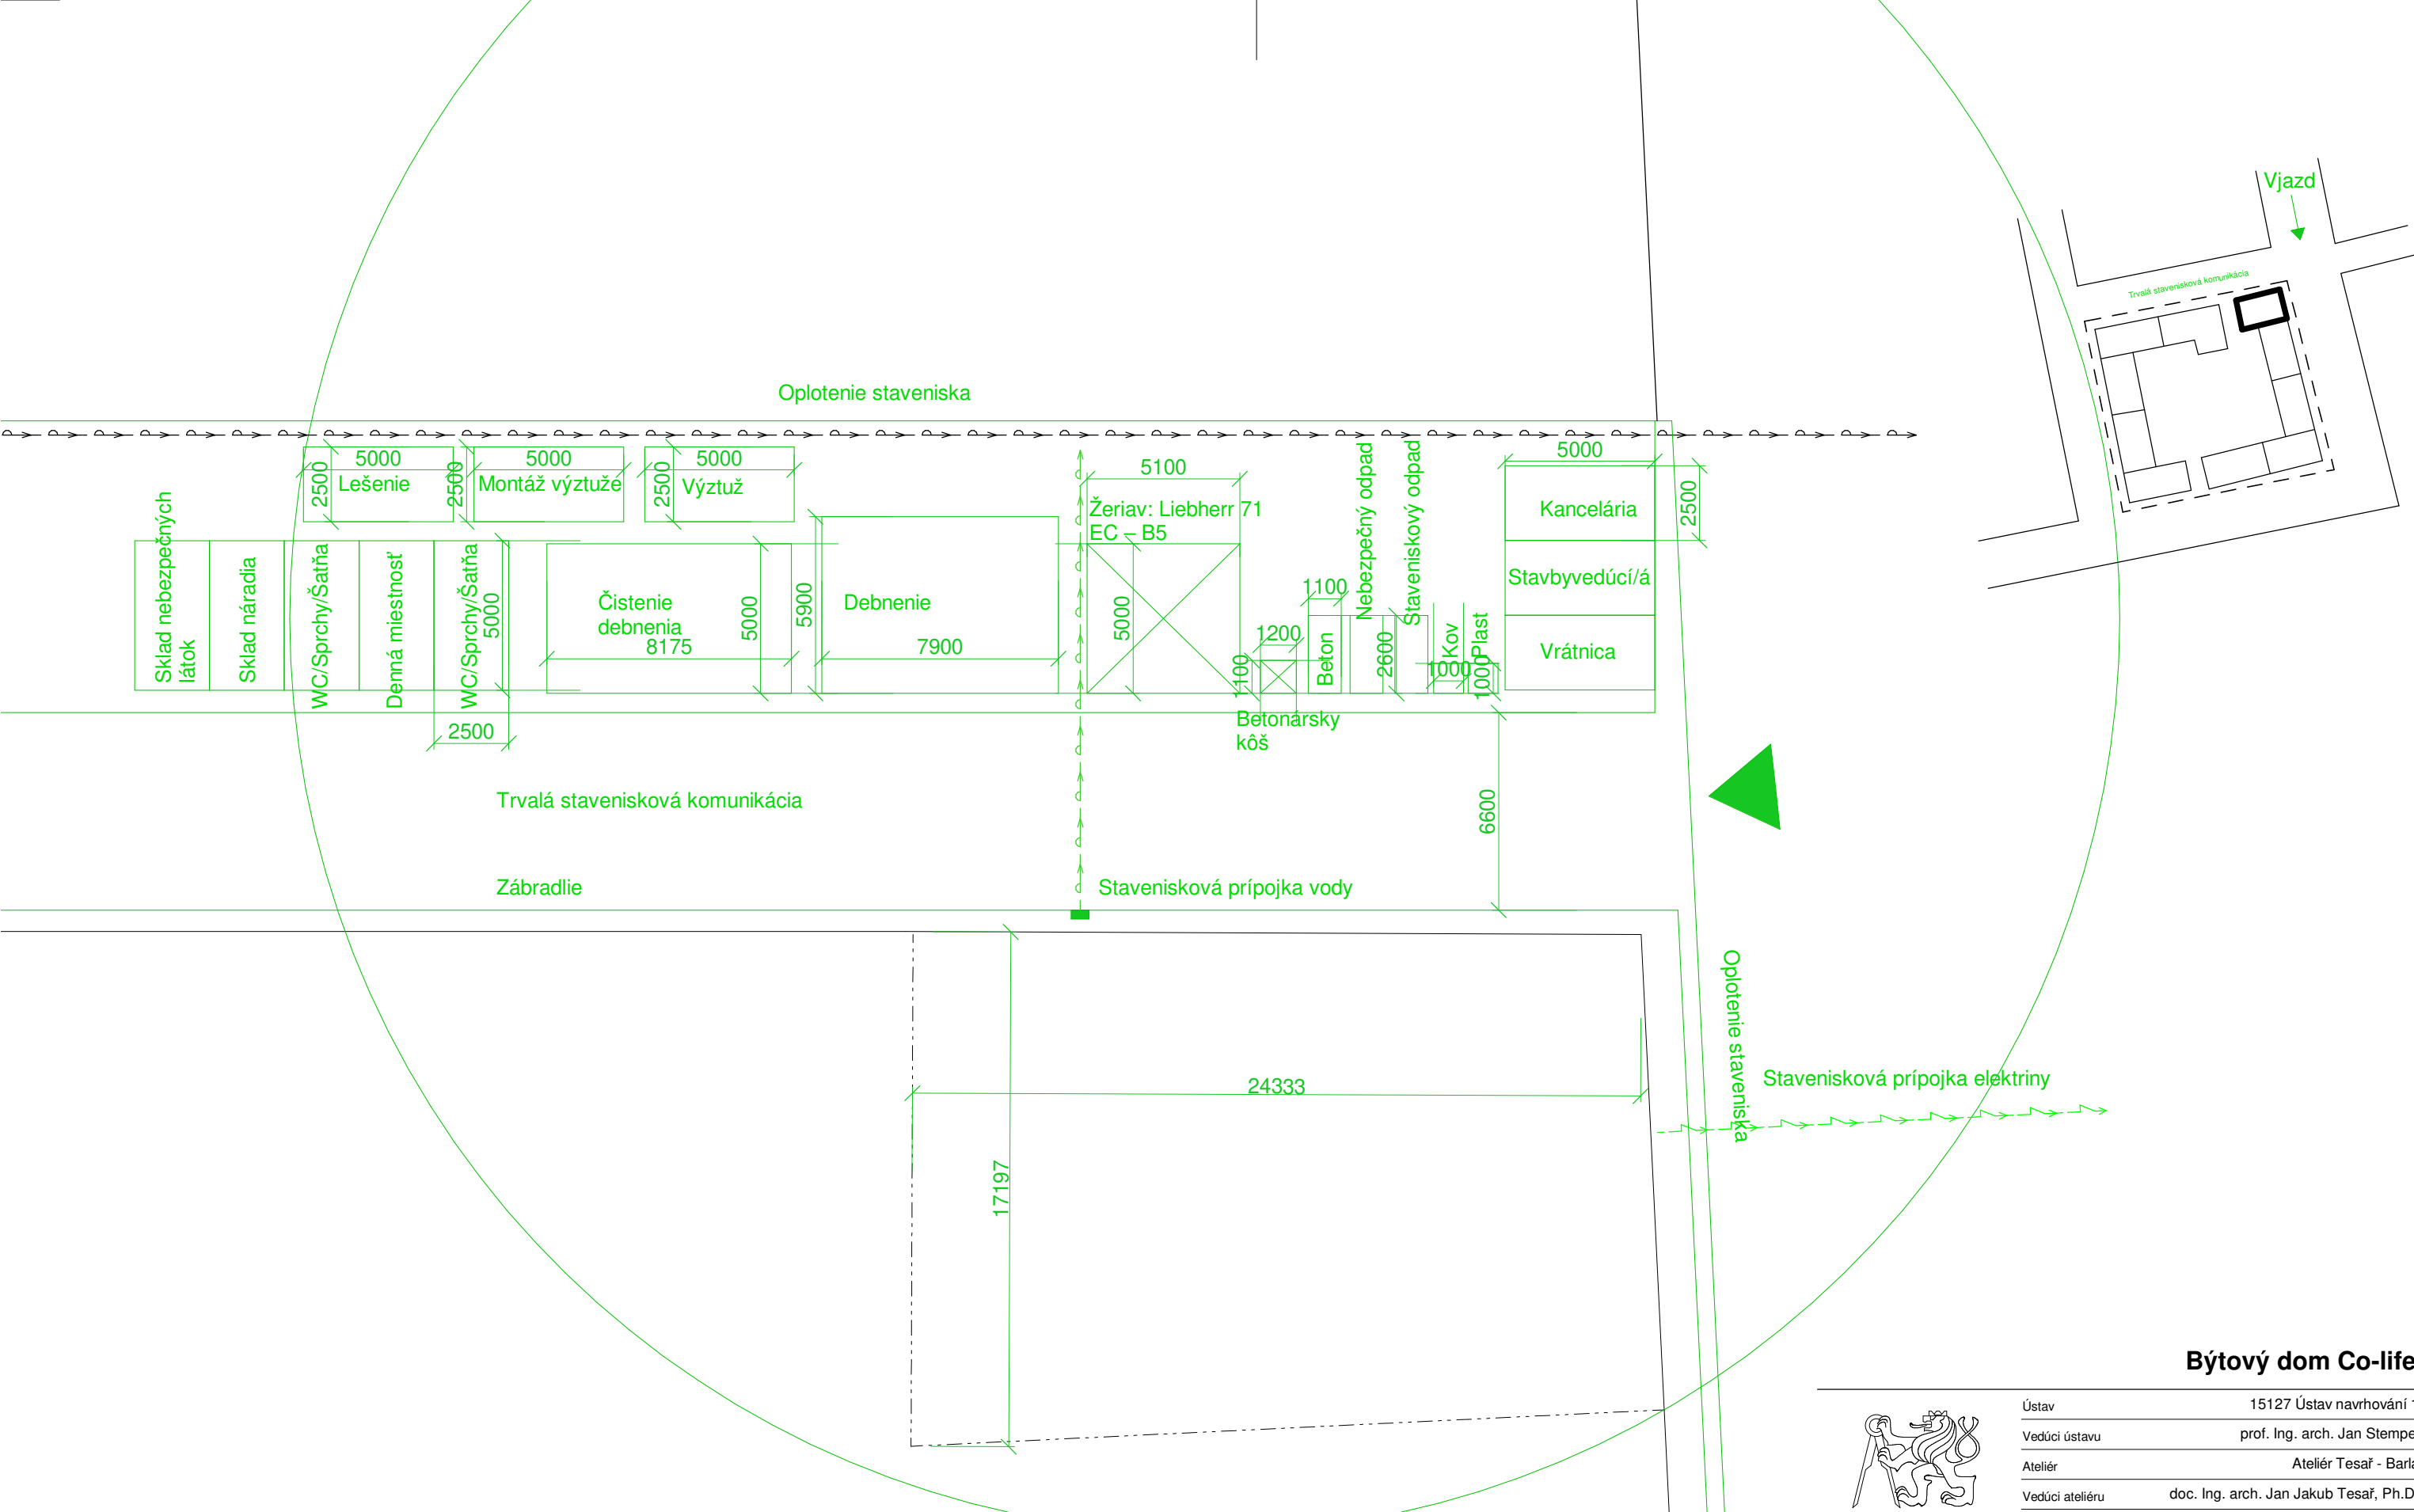 Vjazd
Trvalá stavenisková komunikácia
Oplotenie staveniska
5000
2500
Lešenie
5000
2500
Montáž výztuže
5000
2500
Výztuž
5100
Žeriav: Liebherr 71
EC – B5
5000
Nebezpečný odpad
Staveniskový odpad
5000
2500
Kancelária
Stavbyvedúcí/á
Vrátnica
Sklad nebezpečných
látok
Sklad náradia
WC/Sprchy/Šatňa
Denná miestnosť
WC/Sprchy/Šatňa
5000
2500
Čistenie
debnenia
8175
5000
5900
Debnenie
7900
1100
1200
1100
Beton
2600
Kov
Plast
1000
1000
Betonársky
kôš
Trvalá stavenisková komunikácia
6600
Zábradlie
Stavenisková prípojka vody
Oplotenie staveniska
Stavenisková prípojka elektriny
24333
17197
Býtový dom Co-life
Ústav
15127 Ústav navrhování
Vedúci ústavu
prof. Ing. arch. Jan Stempe
Ateliér
Ateliér Tesař - Barla
Vedúci ateliéru
doc. Ing. arch. Jan Jakub Tesař, Ph.D